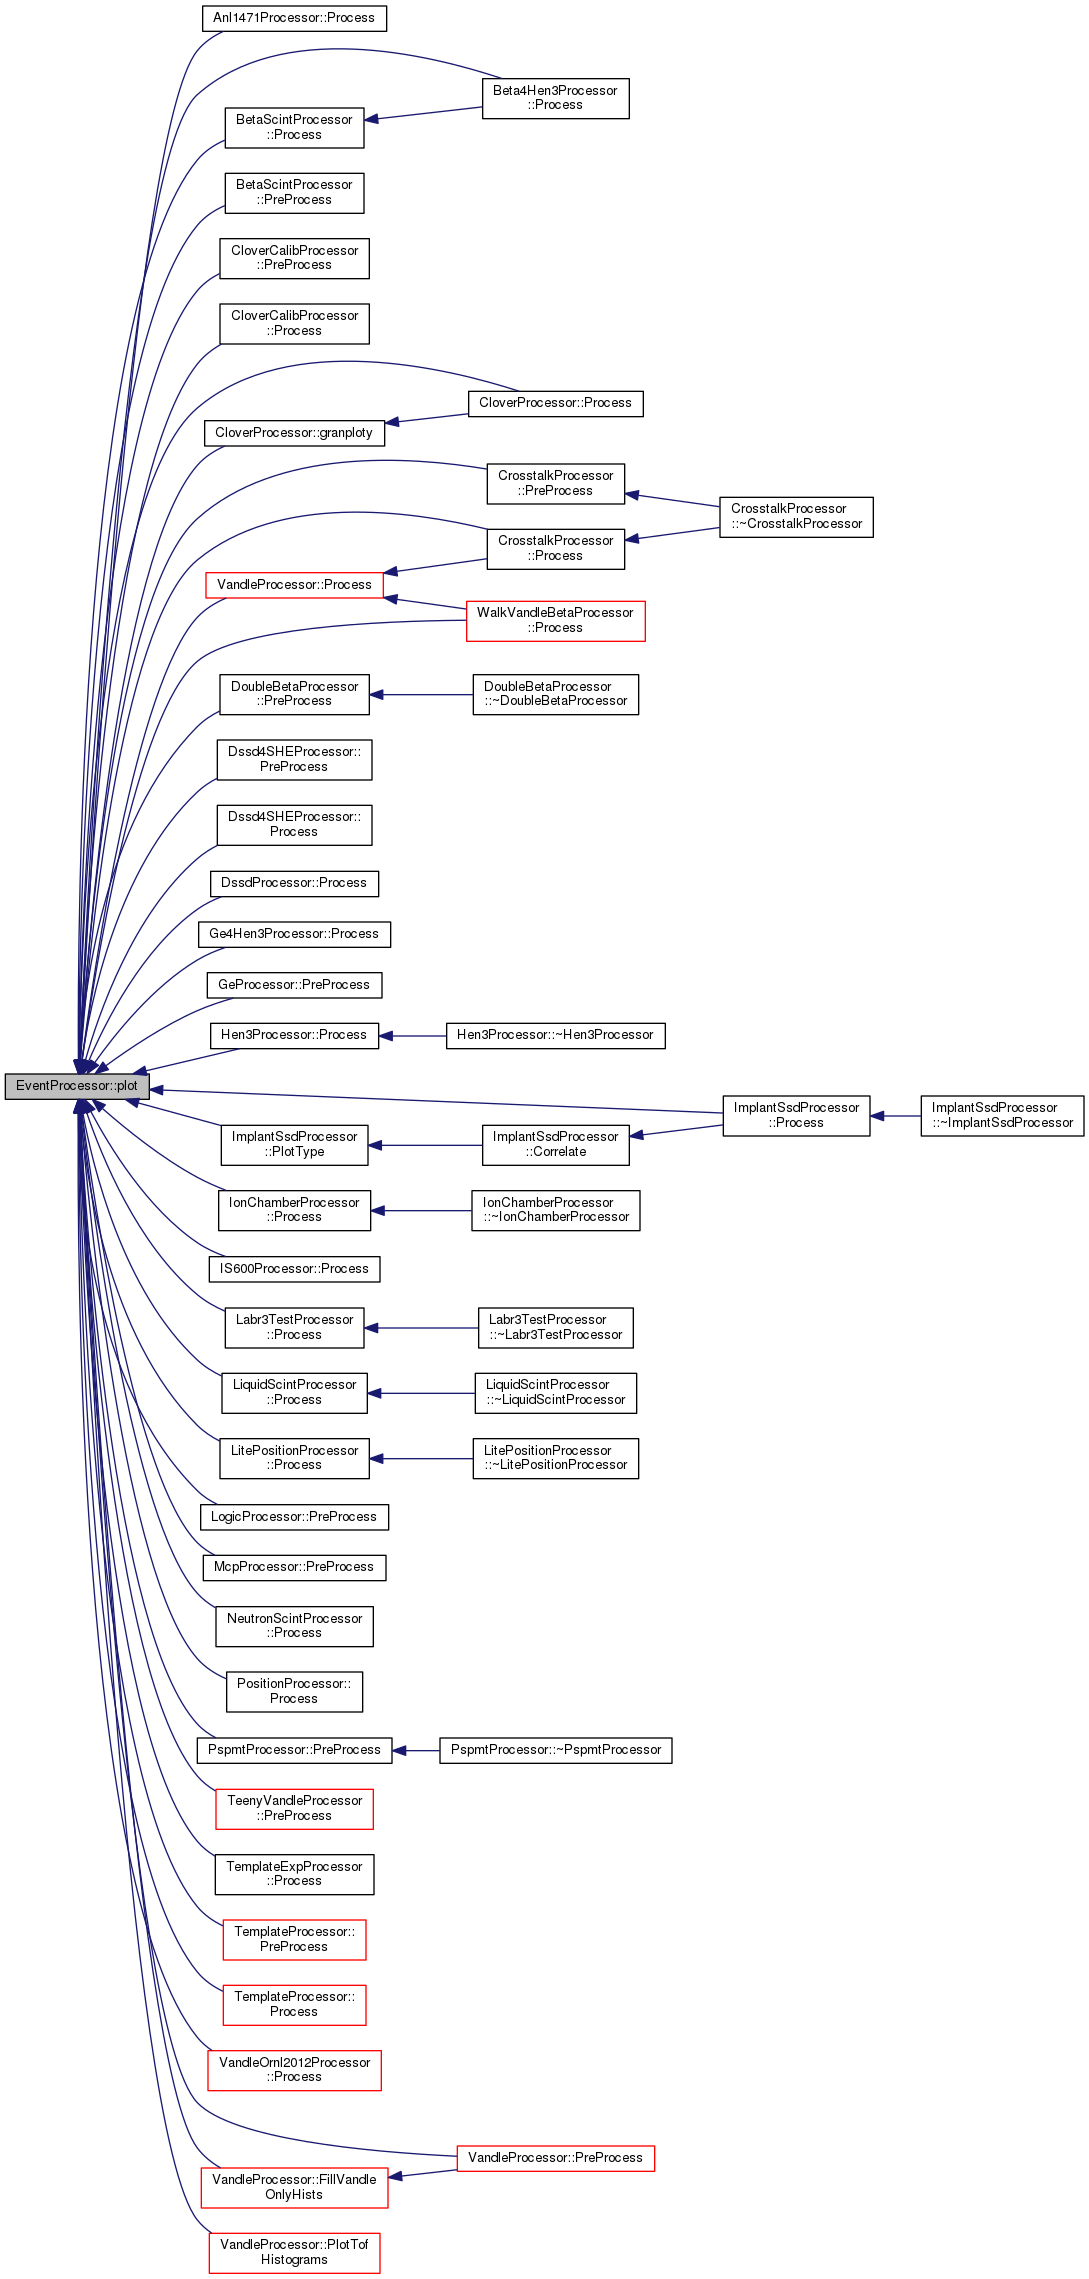 Anl1471Processor::Process
Beta4Hen3Processor
::Process
BetaScintProcessor
::Process
BetaScintProcessor
::PreProcess
CloverCalibProcessor
::PreProcess
CloverCalibProcessor
::Process
CloverProcessor::Process
CloverProcessor::granploty
CrosstalkProcessor
::PreProcess
CrosstalkProcessor
::~CrosstalkProcessor
CrosstalkProcessor
::Process
VandleProcessor::Process
WalkVandleBetaProcessor
::Process
DoubleBetaProcessor
::PreProcess
DoubleBetaProcessor
::~DoubleBetaProcessor
Dssd4SHEProcessor::
PreProcess
Dssd4SHEProcessor::
Process
DssdProcessor::Process
Ge4Hen3Processor::Process
GeProcessor::PreProcess
Hen3Processor::Process
Hen3Processor::~Hen3Processor
EventProcessor::plot
ImplantSsdProcessor
::Process
ImplantSsdProcessor
::~ImplantSsdProcessor
ImplantSsdProcessor
::PlotType
ImplantSsdProcessor
::Correlate
IonChamberProcessor
::Process
IonChamberProcessor
::~IonChamberProcessor
IS600Processor::Process
Labr3TestProcessor
::Process
Labr3TestProcessor
::~Labr3TestProcessor
LiquidScintProcessor
::Process
LiquidScintProcessor
::~LiquidScintProcessor
LitePositionProcessor
::Process
LitePositionProcessor
::~LitePositionProcessor
LogicProcessor::PreProcess
McpProcessor::PreProcess
NeutronScintProcessor
::Process
PositionProcessor::
Process
PspmtProcessor::PreProcess
PspmtProcessor::~PspmtProcessor
TeenyVandleProcessor
::PreProcess
TemplateExpProcessor
::Process
TemplateProcessor::
PreProcess
TemplateProcessor::
Process
VandleOrnl2012Processor
::Process
VandleProcessor::PreProcess
VandleProcessor::FillVandle
OnlyHists
VandleProcessor::PlotTof
Histograms